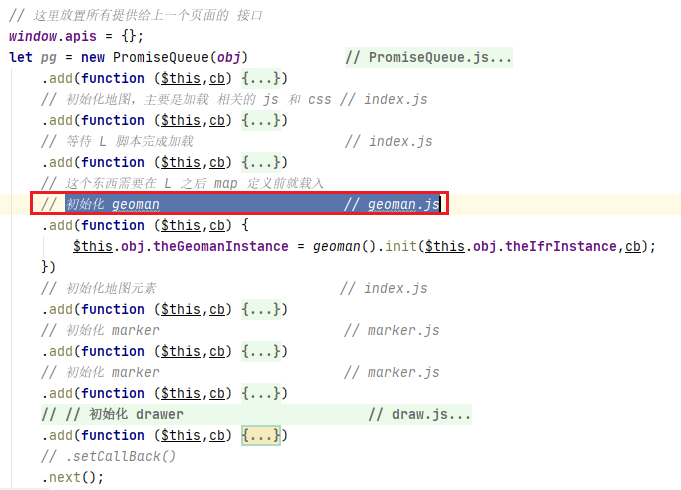 // 这里放置所有提供给上一个页面的 接口
window.apis = {};
let pg = new PromiseQueue(obj) // PromiseQueue.js...
.add(function ($this,cb) {...})
// 初始化地图，主要是加载 相关的 js 和 css // index.js
.add(function ($this,cb) {...})
// 等待 L 脚本完成加载 // index.js
.add(function ($this,cb) {...})
// 这个东西需要在 L 之后 map 定义前就载入
// 初始化 geoman // geoman.js
.add(function ($this,cb) {
$this.obj.theGeomanInstance = geoman().init($this.obj.theIfrInstance,cb);
})
// 初始化地图元素 // index.js
.add(function ($this,cb) {...})
// 初始化 marker // marker.js
.add(function ($this,cb) {...})
// 初始化 marker // marker.js
.add(function ($this,cb) {...})
// // 初始化 drawer // draw.js...
.add(function ($this,cb) {...})
// .setCallBack()
.next();